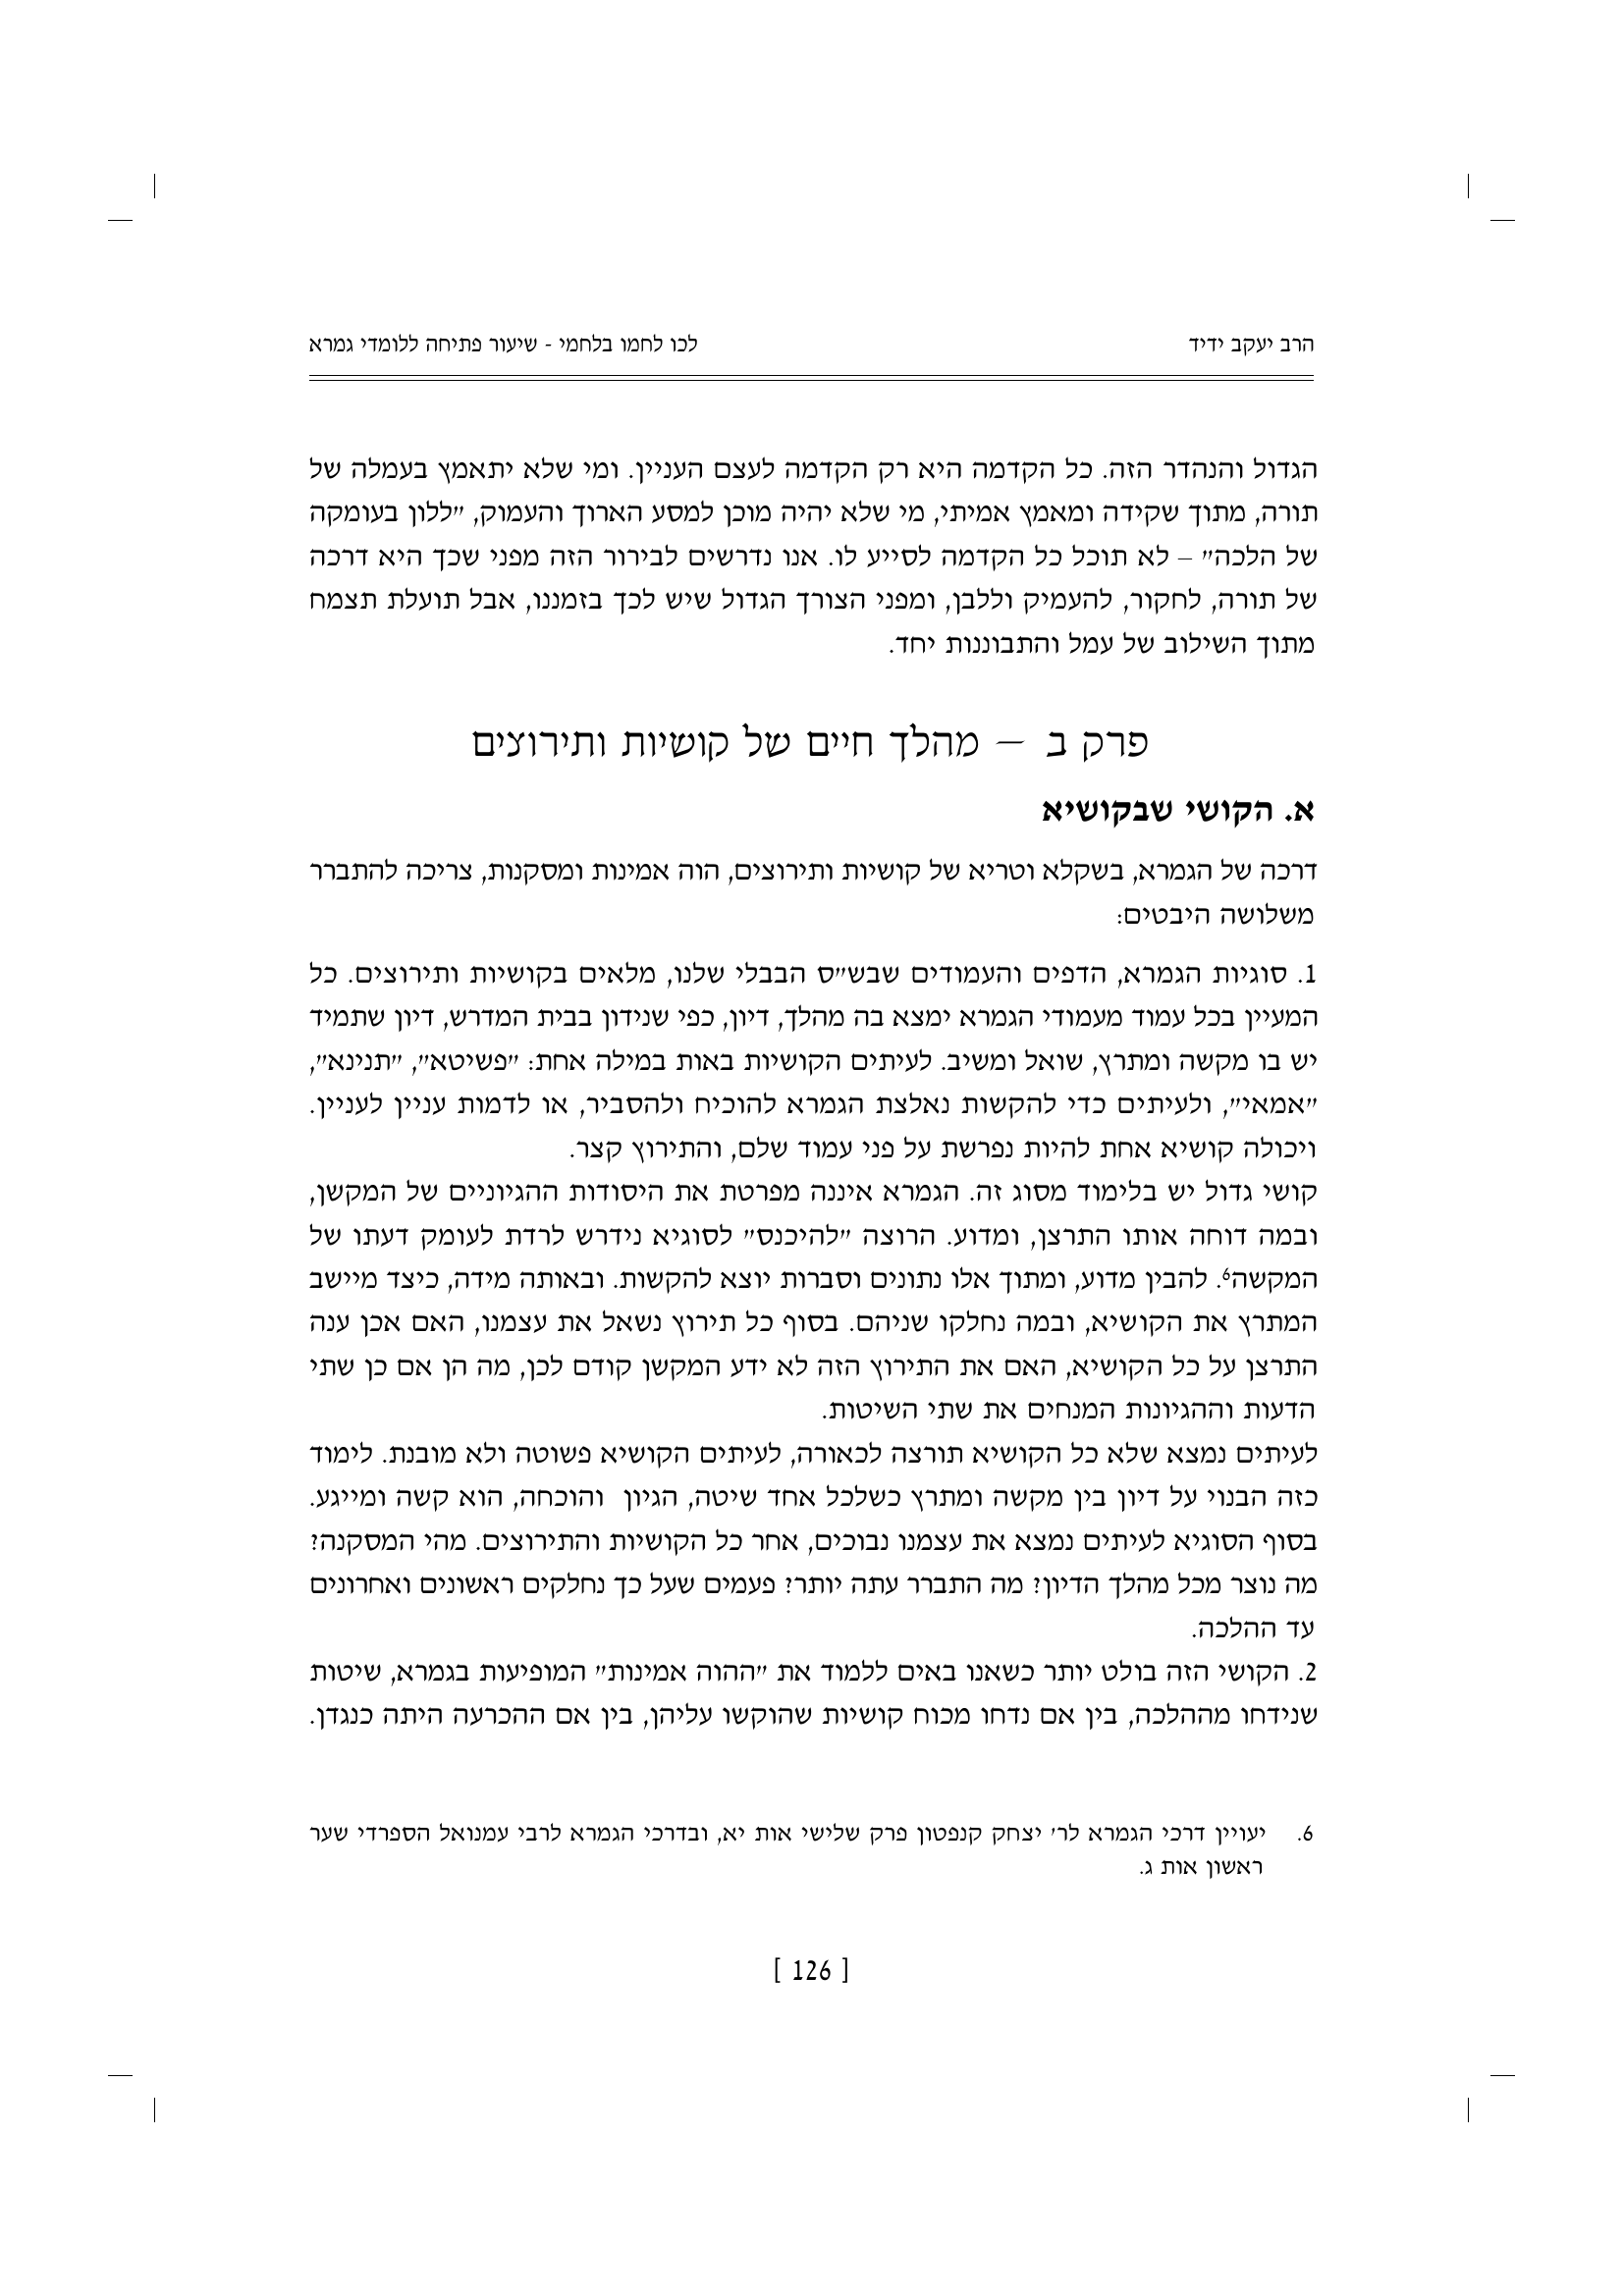 הרב יעקב ידיד
לכו לחמו בלחמי - שיעור פתיחה ללומדי גמרא
הגדול והנהדר הזה. כל הקדמה היא רק הקדמה לעצם העניין. ומי שלא יתאמץ בעמלה של
תורה, מתוך שקידה ומאמץ אמיתי, מי שלא יהיה מוכן למסע הארוך והעמוק, "ללון בעומקה
של הלכה" – לא תוכל כל הקדמה לסייע לו. אנו נדרשים לבירור הזה מפני שכך היא דרכה
של תורה, לחקור, להעמיק וללבן, ומפני הצורך הגדול שיש לכך בזמננו, אבל תועלת תצמח
מתוך השילוב של עמל והתבוננות יחד.
פרק ב – מהלך חיים של קושיות ותירוצים
א. הקושי שבקושיא
דרכה של הגמרא, בשקלא וטריא של קושיות ותירוצים, הוה אמינות ומסקנות, צריכה להתברר
משלושה היבטים:
1. סוגיות הגמרא, הדפים והעמודים שבש"ס הבבלי שלנו, מלאים בקושיות ותירוצים. כל
המעיין בכל עמוד מעמודי הגמרא ימצא בה מהלך, דיון, כפי שנידון בבית המדרש, דיון שתמיד
יש בו מקשה ומתרץ, שואל ומשיב. לעיתים הקושיות באות במילה אחת: "פשיטא", "תנינא",
"אמאי", ולעיתים כדי להקשות נאלצת הגמרא להוכיח ולהסביר, או לדמות עניין לעניין.
ויכולה קושיא אחת להיות נפרשת על פני עמוד שלם, והתירוץ קצר.
קושי גדול יש בלימוד מסוג זה. הגמרא איננה מפרטת את היסודות ההגיוניים של המקשן,
ובמה דוחה אותו התרצן, ומדוע. הרוצה "להיכנס" לסוגיא נידרש לרדת לעומק דעתו של
המקשה6. להבין מדוע, ומתוך אלו נתונים וסברות יוצא להקשות. ובאותה מידה, כיצד מיישב
המתרץ את הקושיא, ובמה נחלקו שניהם. בסוף כל תירוץ נשאל את עצמנו, האם אכן ענה
התרצן על כל הקושיא, האם את התירוץ הזה לא ידע המקשן קודם לכן, מה הן אם כן שתי
הדעות וההגיונות המנחים את שתי השיטות.
לעיתים נמצא שלא כל הקושיא תורצה לכאורה, לעיתים הקושיא פשוטה ולא מובנת. לימוד
כזה הבנוי על דיון בין מקשה ומתרץ כשלכל אחד שיטה, הגיון והוכחה, הוא קשה ומייגע.
בסוף הסוגיא לעיתים נמצא את עצמנו נבוכים, אחר כל הקושיות והתירוצים. מהי המסקנה?
מה נוצר מכל מהלך הדיון? מה התברר עתה יותר? פעמים שעל כך נחלקים ראשונים ואחרונים
עד ההלכה.
2. הקושי הזה בולט יותר כשאנו באים ללמוד את "ההוה אמינות" המופיעות בגמרא, שיטות
שנידחו מההלכה, בין אם נדחו מכוח קושיות שהוקשו עליהן, בין אם ההכרעה היתה כנגדן.
6. יעויין דרכי הגמרא לר' יצחק קנפטון פרק שלישי אות יא, ובדרכי הגמרא לרבי עמנואל הספרדי שער
ראשון אות ג.
[ 126 ]